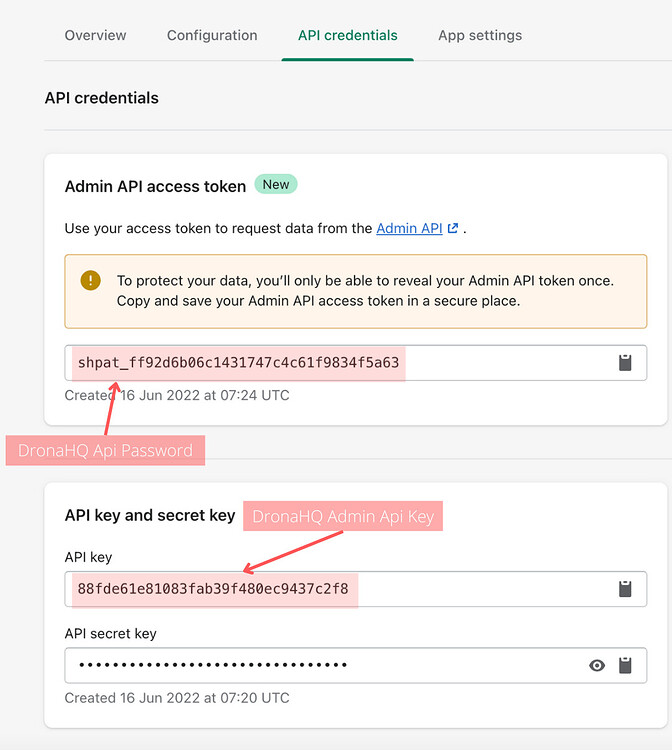 Overview Configuration API credentials App settings
API credentials
Admin API access token New
Use your access token to request data from the Admin API .
To protect your data, you’ll only be able to reveal your Admin API token once.
Copy and save your Admin API access token in a secure place.
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
Created 16 Jun 2022 at 07:24 UTC
DronaHQ Api Password
API key and secret key DronaHQ Admin Api Key
API key
88fde61e81083fab39f480ec9437c2f8
API secret key
••••••••••••••••••••••••••••••••
Created 16 Jun 2022 at 07:20 UTC